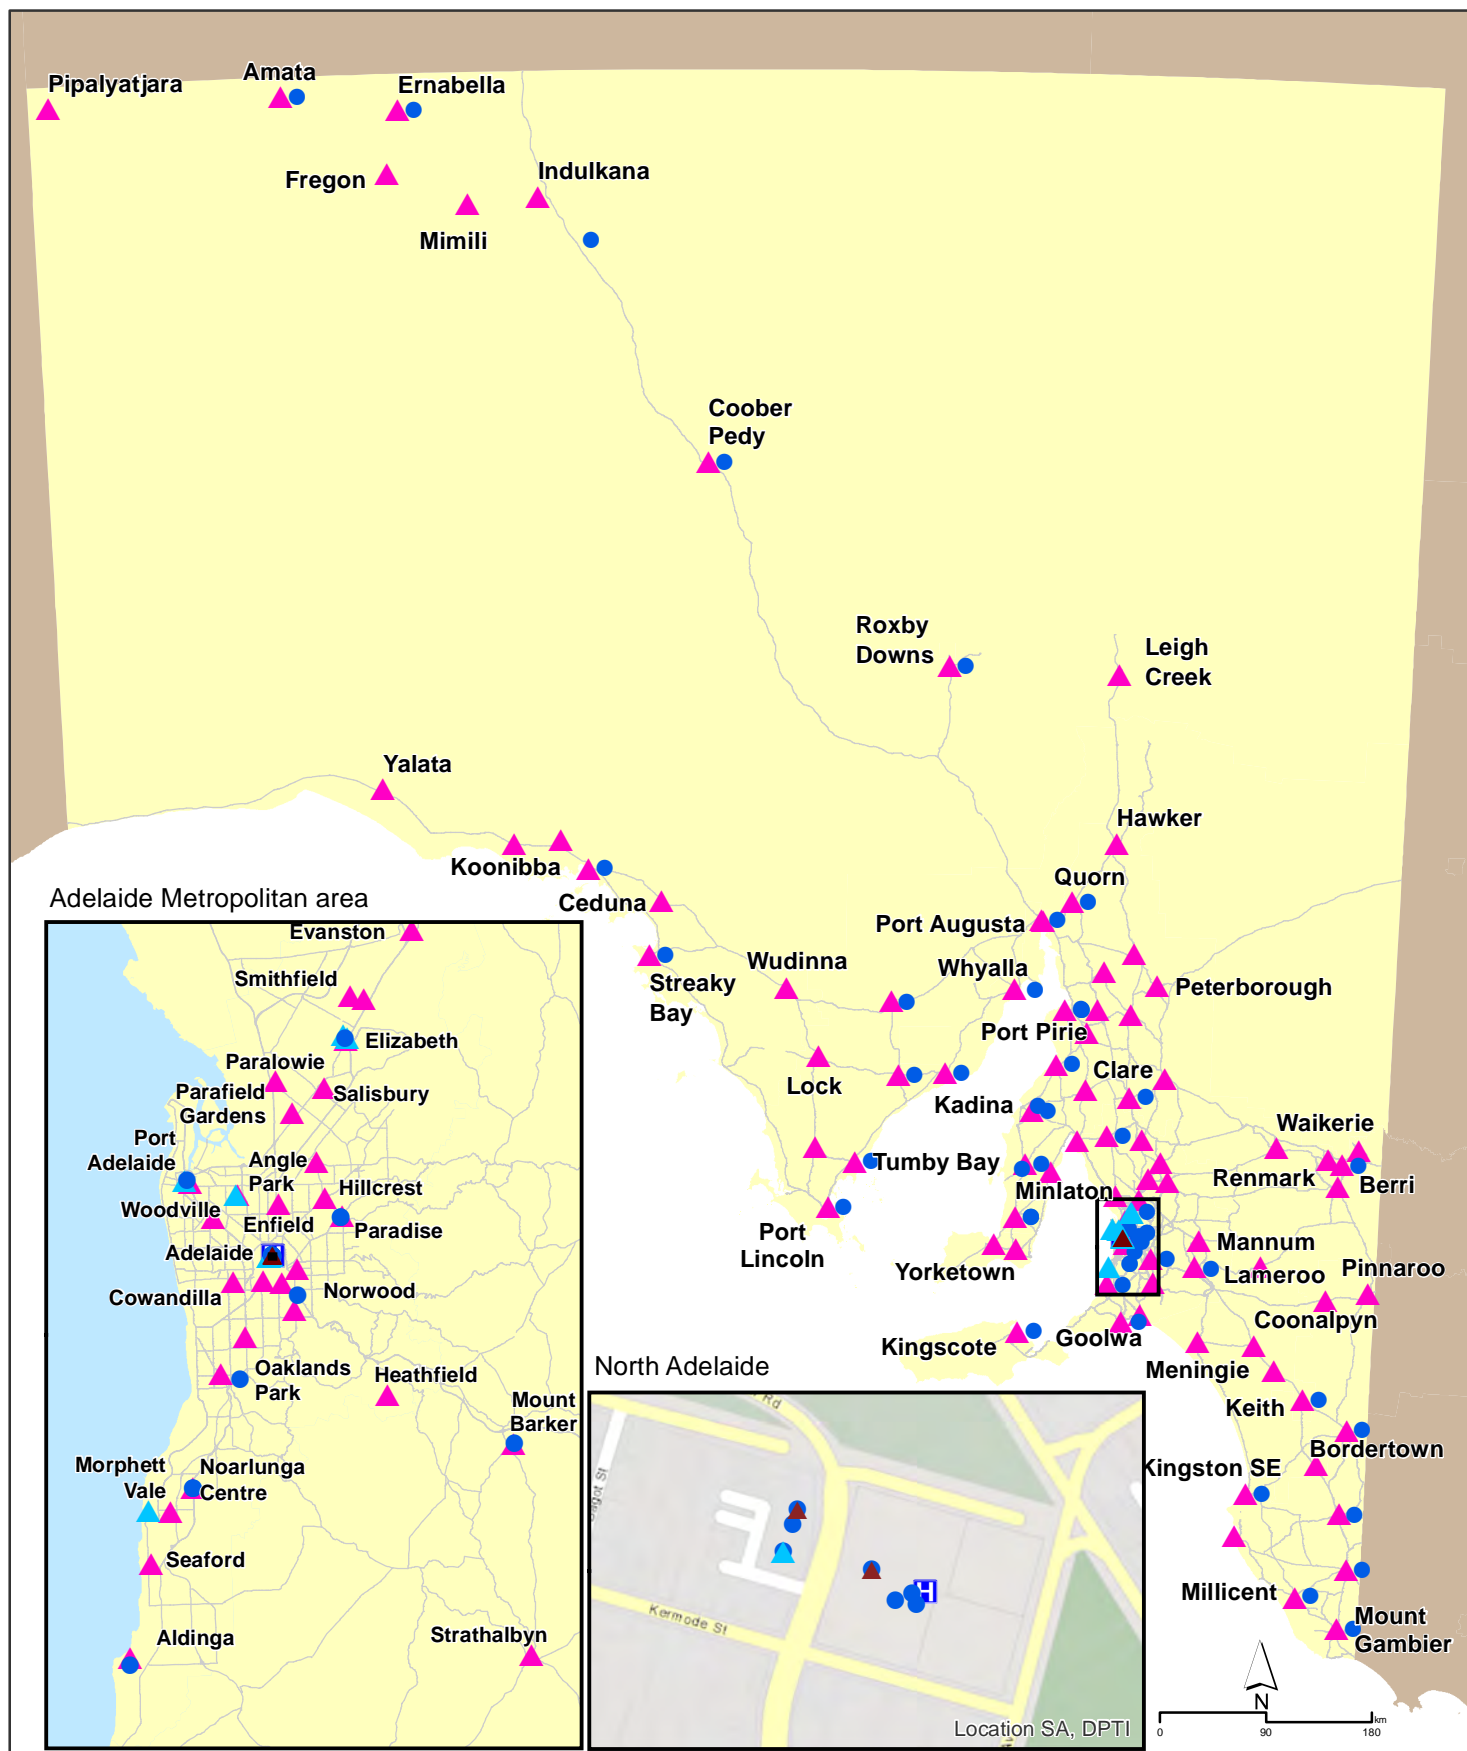 Pipalyatjara
Amata
Ernabella
Fregon
Indulkana
Mimili
Coober
Pedy
Roxby
Downs
Leigh
Creek
Yalata
Hawker
Koonibba
Quorn
Ceduna
Port Augusta
Streaky
Bay
Wudinna
Whyalla
Peterborough
Port Pirie
Lock
Clare
Kadina
Waikerie
Tumby Bay
Renmark
Berri
Minlaton
Port
Lincoln
Yorketown
Mannum
Lameroo
Pinnaroo
Coonalpyn
Kingscote
Goolwa
Meningie
Keith
Bordertown
Kingston SE
Millicent
Mount
Gambier
Adelaide Metropolitan area
Evanston
Smithfield
Elizabeth
Paralowie
Parafield
Gardens
Salisbury
Port
Adelaide
Angle
Park
Hillcrest
Woodville
Enfield
Paradise
Adelaide
Cowandilla
Norwood
Oaklands
Park
Heathfield
Mount
Barker
Morphett
Vale
Noarlunga
Centre
Seaford
Aldinga
Strathalbyn
North Adelaide
Rd
St
H
Kermode St
Location SA, DPTI
N
km
0 90 180